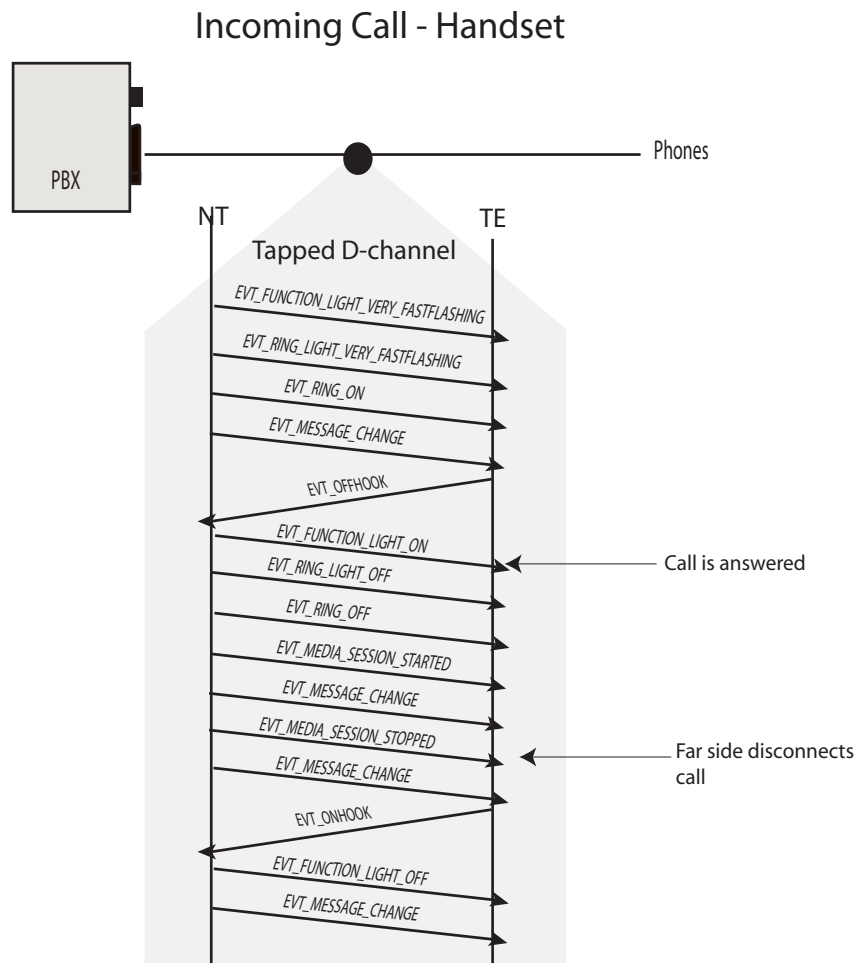 Incoming Call - Handset
PBX
Phones
NT
TE
Tapped D-channel
EVT_FUNCTION_LIGHT_VERY_FASTFLASHING
EVT_RING_LIGHT_VERY_FASTFLASHING
EVT_RING_ON
EVT_MESSAGE_CHANGE
EVT_OFFHOOK
EVT_FUNCTION_LIGHT_ON
Call is answered
EVT_RING_LIGHT_OFF
EVT_RING_OFF
EVT_MEDIA_SESSION_STARTED
EVT_MESSAGE_CHANGE
EVT_MEDIA_SESSION_STOPPED
Far side disconnects
call
EVT_MESSAGE_CHANGE
EVT_ONHOOK
EVT_FUNCTION_LIGHT_OFF
EVT_MESSAGE_CHANGE